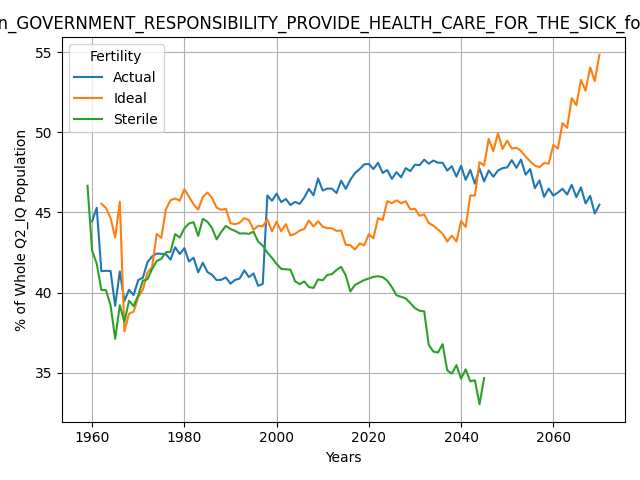 n_GOVERNMENT_RESPONSIBILITY_PROVIDE_HEALTH_CARE_FOR_THE_SICK_fo
55
50
45
40
35
% of Whole Q2_IQ Population
Fertility
Actual
Ideal
Sterile
1960
1980
2000
2020
2040
2060
Years